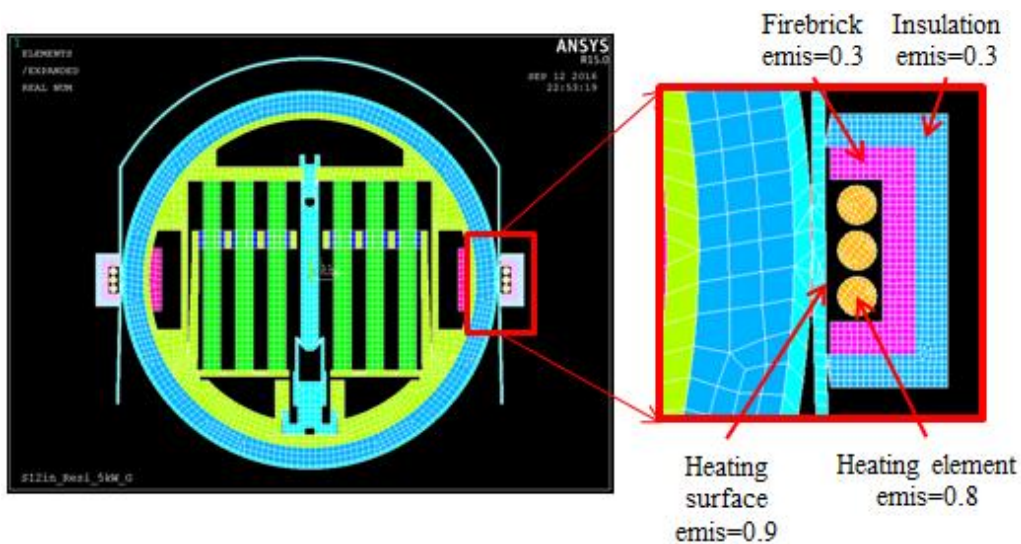 Firebrick
emis=0.3
Insulation
emis=0.3
1
ELEMENTS
/EXPANDED
REAL NUM
ANSYS
R15.0
SEP 12 2016
22:53:19
S12in_Resi_5kW_G
Heating
surface
emis=0.9
Heating element
emis=0.8